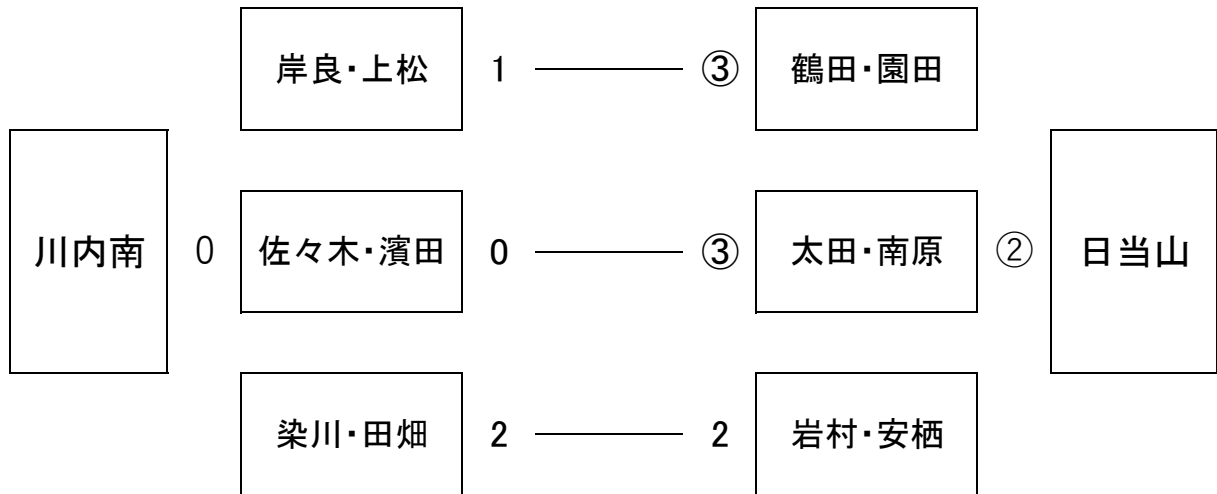 岸良・上松 1 ③ 鶴田・園田
川内南 0 佐々木・濱田 0 ③ 太田・南原 ② 日当山
染川・田畑 2 2 岩村・安栖